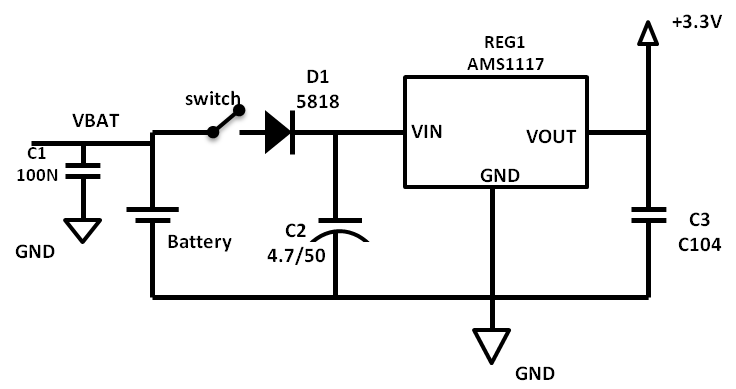 +3.3V
REG1
AMS1117
D1
5818
switch
VBAT
C1
100N
VIN
VOUT
GND
GND
Battery
C2
4.7/50
C3
C104
GND